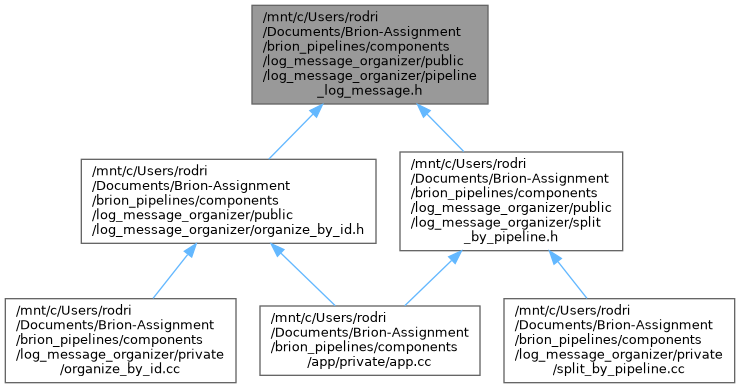 /mnt/c/Users/rodri
/Documents/Brion-Assignment
/brion_pipelines/components
/log_message_organizer/public
/log_message_organizer/pipeline
_log_message.h
/mnt/c/Users/rodri
/Documents/Brion-Assignment
/brion_pipelines/components
/log_message_organizer/public
/log_message_organizer/organize_by_id.h
/mnt/c/Users/rodri
/Documents/Brion-Assignment
/brion_pipelines/components
/log_message_organizer/public
/log_message_organizer/split
_by_pipeline.h
/mnt/c/Users/rodri
/Documents/Brion-Assignment
/brion_pipelines/components
/log_message_organizer/private
/organize_by_id.cc
/mnt/c/Users/rodri
/Documents/Brion-Assignment
/brion_pipelines/components
/app/private/app.cc
/mnt/c/Users/rodri
/Documents/Brion-Assignment
/brion_pipelines/components
/log_message_organizer/private
/split_by_pipeline.cc